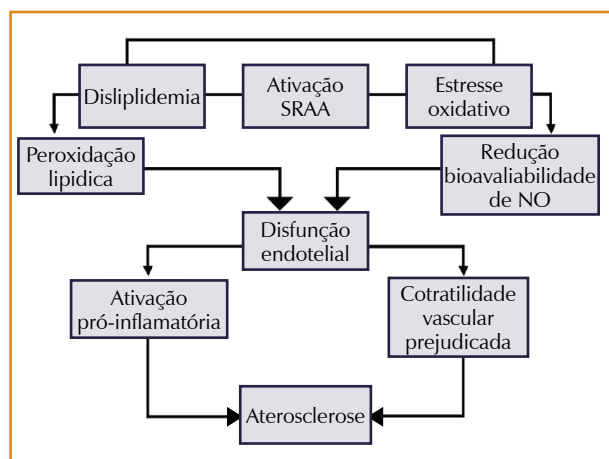 Disliplidemia
Ativação
SRAA
Estresse
oxidativo
Peroxidação
lipidica
Redução
bioavaliabilidade
de NO
Disfunção
endotelial
Ativação
pró-inflamatória
Cotratilidade
vascular
prejudicada
Aterosclerose